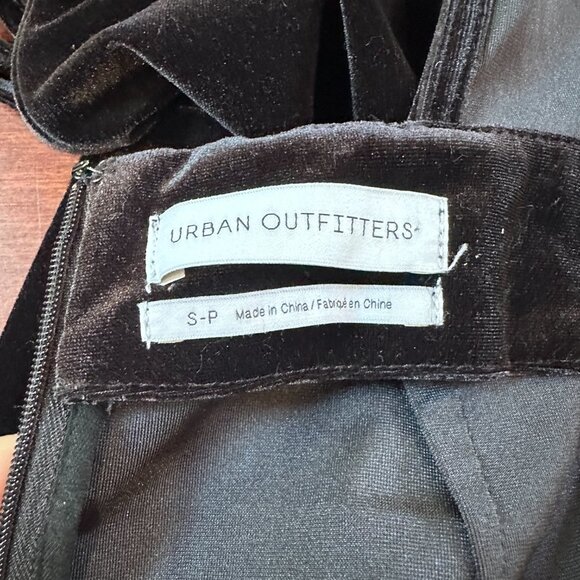 URBAN OUTFITTERS
S-P Made in China / Fabriqué en Chine